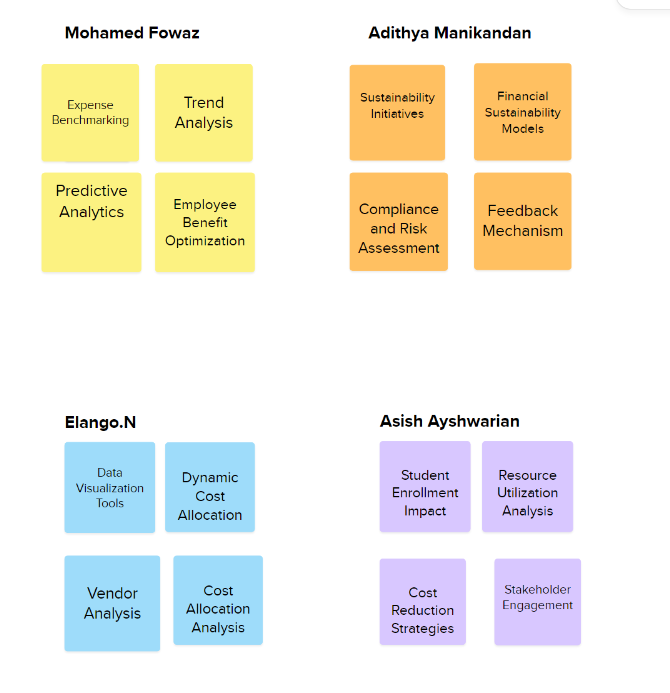 Mohamed Fowaz
Expense
Benchmarking
Trend
Analysis
Predictive
Analytics
Employee
Benefit
Optimization
Adithya Manikandan
Sustainability
Initiatives
Financial
Sustainability
Models
Compliance
and Risk
Assessment
Feedback
Mechanism
Elango.N
Data
Visualization
Tools
Dynamic
Cost
Allocation
Vendor
Analysis
Cost
Allocation
Analysis
Asish Ayshwarian
Student
Enrollment
Impact
Resource
Utilization
Analysis
Cost
Reduction
Strategies
Stakeholder
Engagement